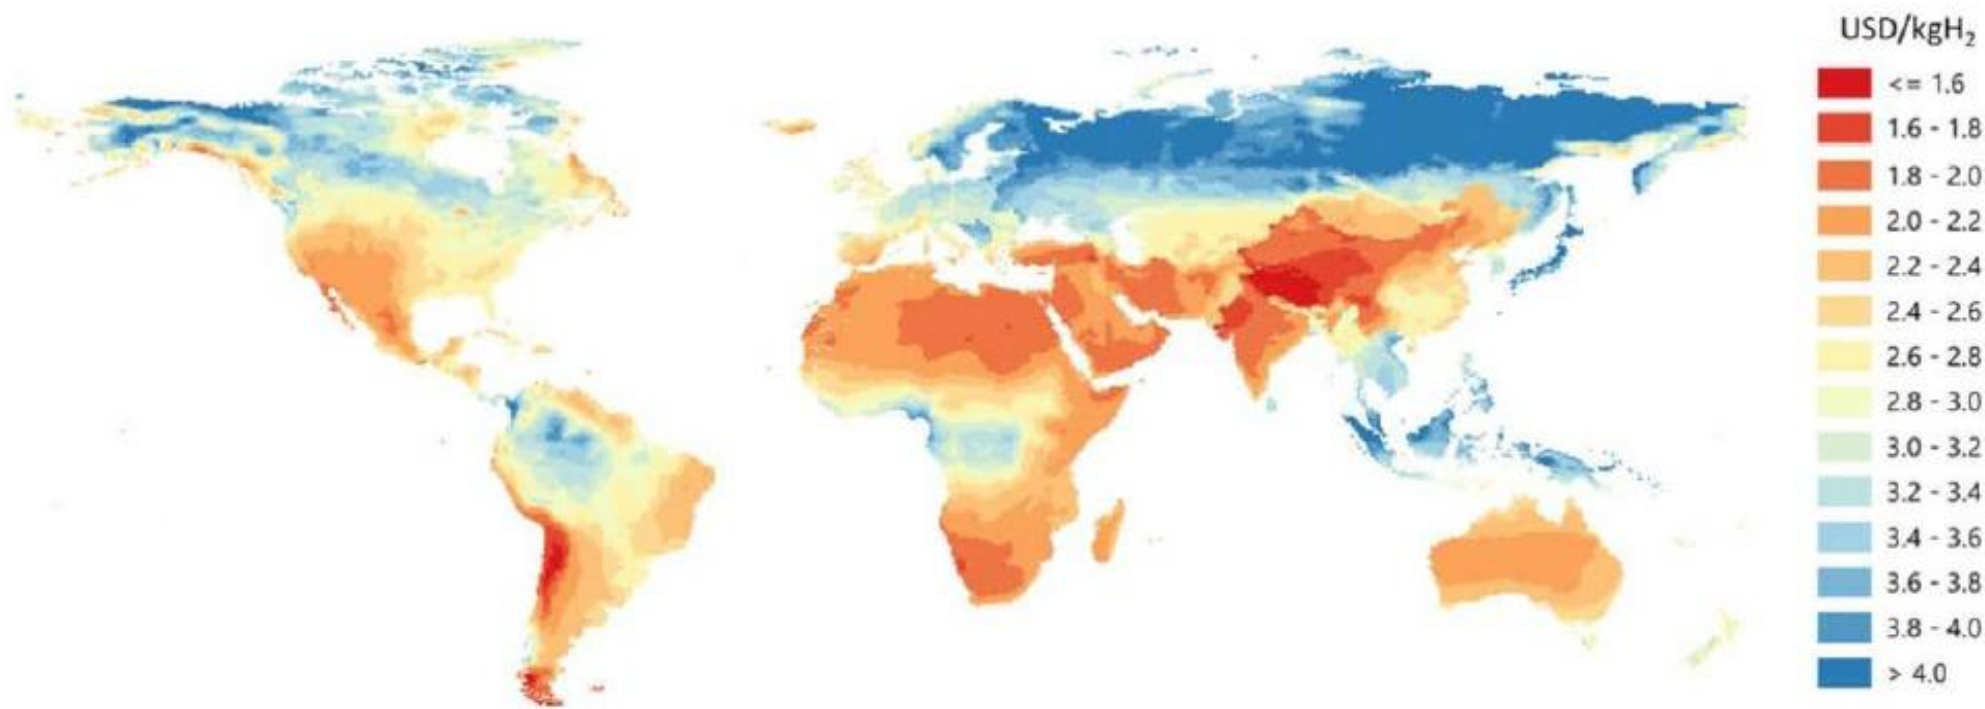 USD/kgH₂
<= 1.6
1.6 - 1.8
1.8 - 2.0
2.0 - 2.2
2.2 - 2.4
2.4 - 2.6
2.6 - 2.8
2.8 - 3.0
3.0 - 3.2
3.2 - 3.4
3.4 - 3.6
3.6 - 3.8
3.8 - 4.0
> 4.0